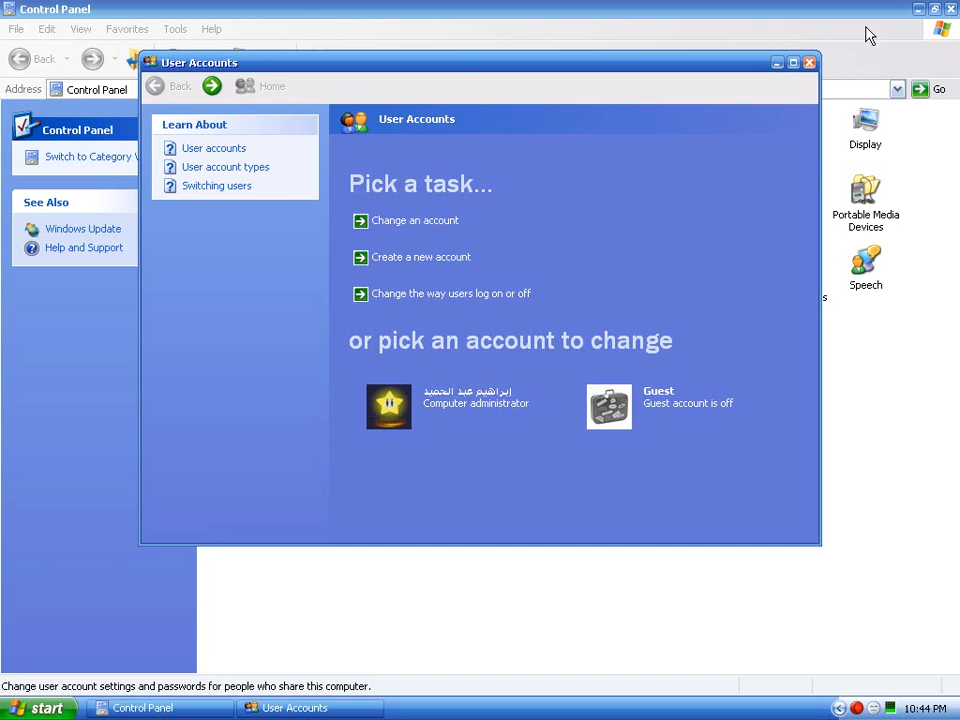 Control Panel
File Edit View Favorites Tools Help
Back
User Accounts
Back Home
Address Control Panel Go
Learn About
User accounts
User account types
Switching users
User Accounts
Pick a task...
Change an account
Create a new account
Change the way users log on or off
or pick an account to change
إبراهيم عبد الحميد
Computer administrator
Guest
Guest account is off
Control Panel
Switch to Category V
See Also
Windows Update
Help and Support
Display
Portable Media
Devices
Speech
s
Change user account settings and passwords for people who share this computer.
start Control Panel User Accounts 10:44 PM